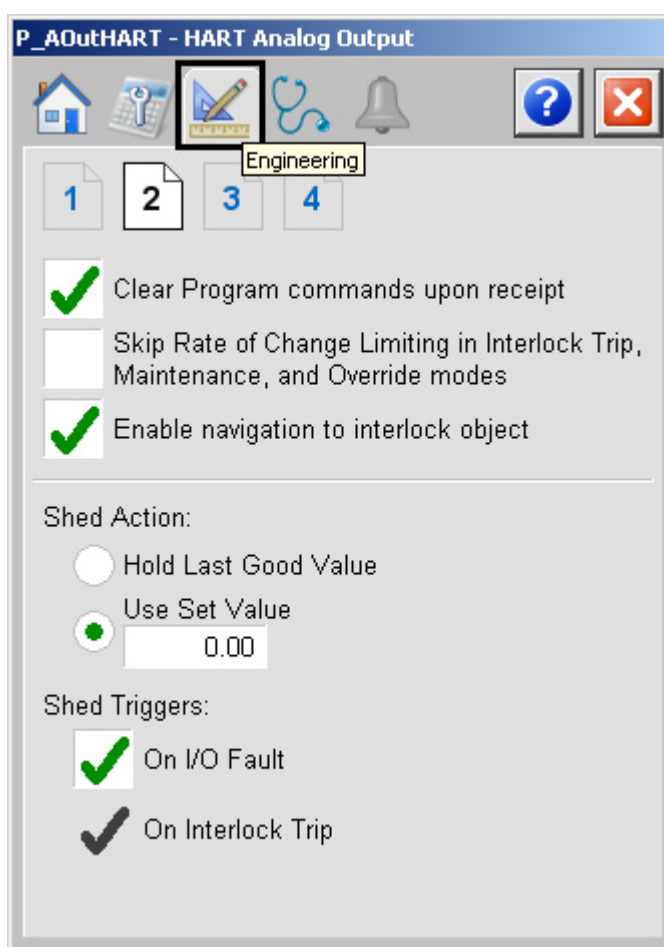 P_AOutHART - HART Analog Output
Engineering
1 2 3 4
Clear Program commands upon receipt
Skip Rate of Change Limiting in Interlock Trip,
Maintenance, and Override modes
Enable navigation to interlock object
Shed Action:
Hold Last Good Value
Use Set Value
0.00
Shed Triggers:
On I/O Fault
On Interlock Trip